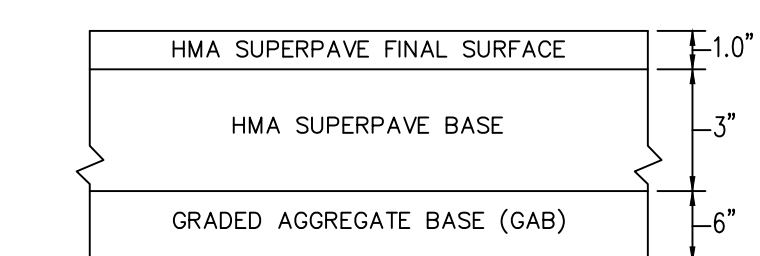 HMA SUPERPAVE FINAL SURFACE
1.0"
HMA SUPERPAVE BASE
3"
GRADED AGGREGATE BASE (GAB)
6"